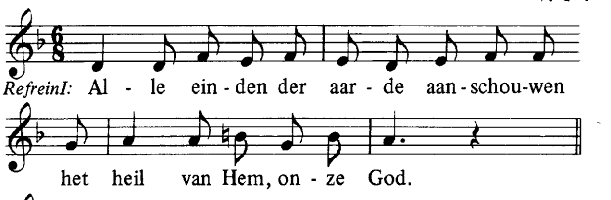 RefreinI: Al - le ein - den der aar - de aan - schou - wen
het heil van Hem, on - ze God.